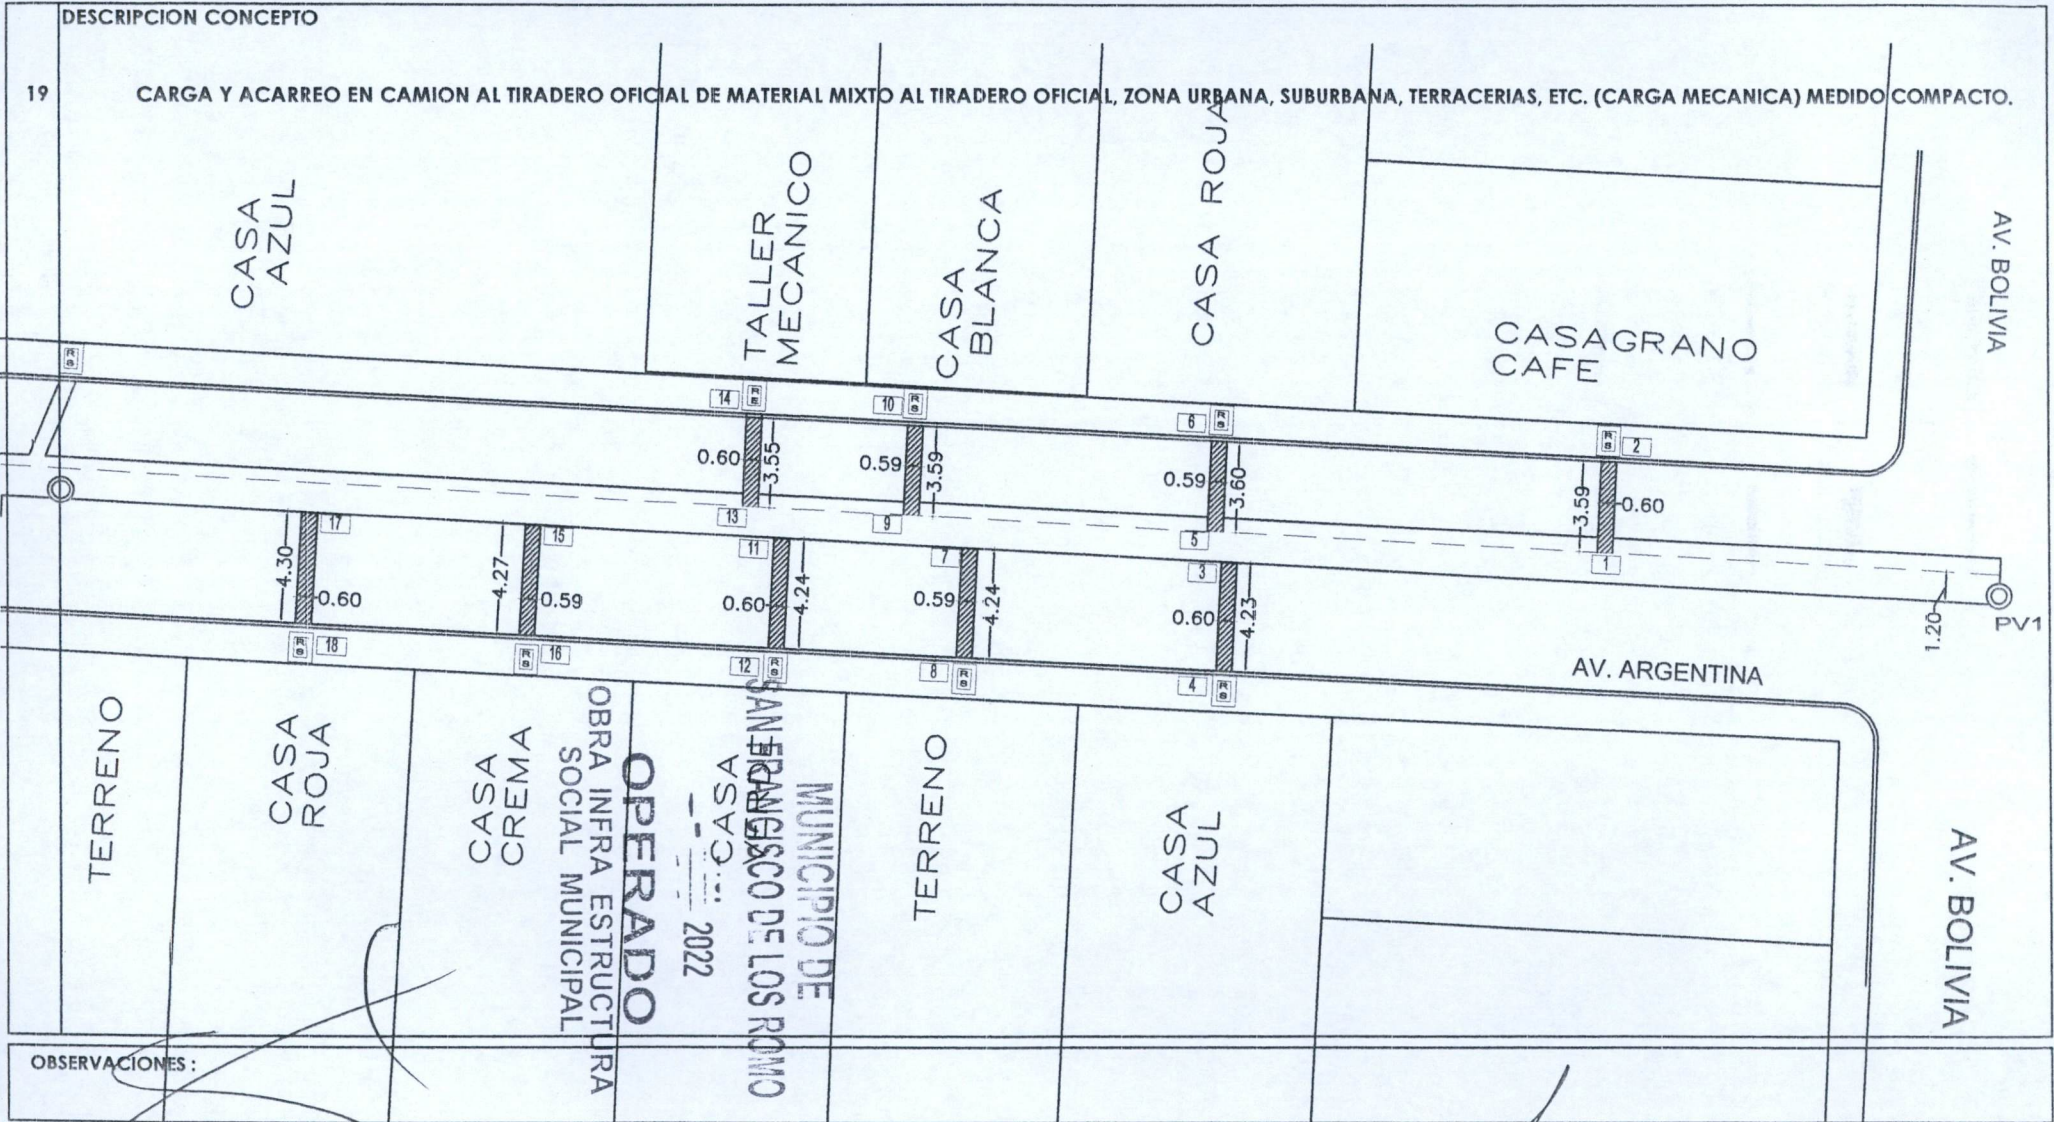 DESCRIPCION CONCEPTO
19 CARGA Y ACARREO EN CAMION AL TIRADERO OFICIAL DE MATERIAL MIXTO AL TIRADERO OFICIAL, ZONA URBANA, SUBURBANA, TERRACERIAS, ETC. (CARGA MECANICA) MEDIDO COMPACTO.
CASA
AZUL
TALLER
MECANICO
CASA
BLANCA
CASA ROJA
CASAGRANO
CAFE
AV. BOLIVIA
R
S
14
R
E
10
R
S
6
R
S
R
S
2
0.60
3.55
0.59
3.59
0.59
3.60
3.59
0.60
13
9
5
1
17
15
11
7
3
4.30
0.60
4.27
0.59
0.60
4.24
0.59
4.24
0.60
4.23
1.20
PV1
R
S
18
R
S
16
12
R
S
8
R
S
4
R
S
AV. ARGENTINA
TERRENO
CASA
ROJA
CASA
CREMA
CASA
TERRENO
CASA
AZUL
AV. BOLIVIA
MUNICIPIO DE
SAN FRANCISCO DE LOS ROMO
2022
OPERADO
OBRA INFRA ESTRUCTURA
SOCIAL MUNICIPAL
OBSERVACIONES :